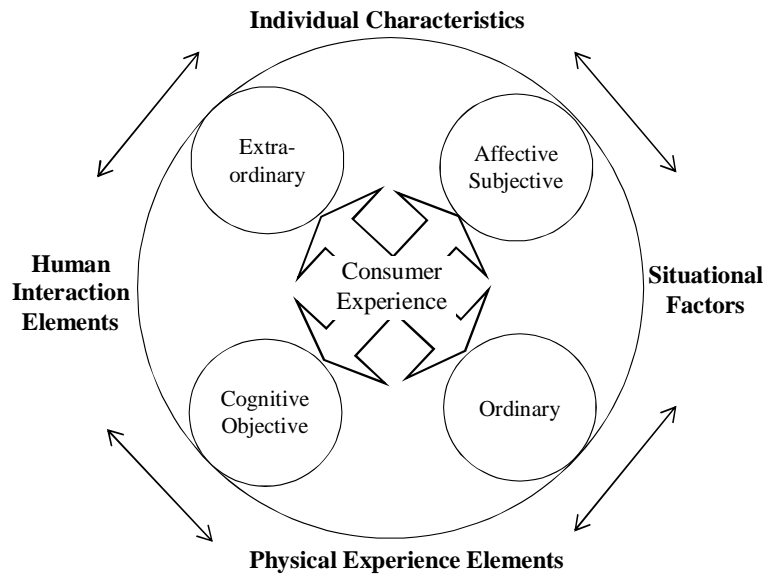 Individual Characteristics
Extra-
ordinary
Affective
Subjective
Human
Interaction
Elements
Consumer
Experience
Situational
Factors
Cognitive
Objective
Ordinary
Physical Experience Elements